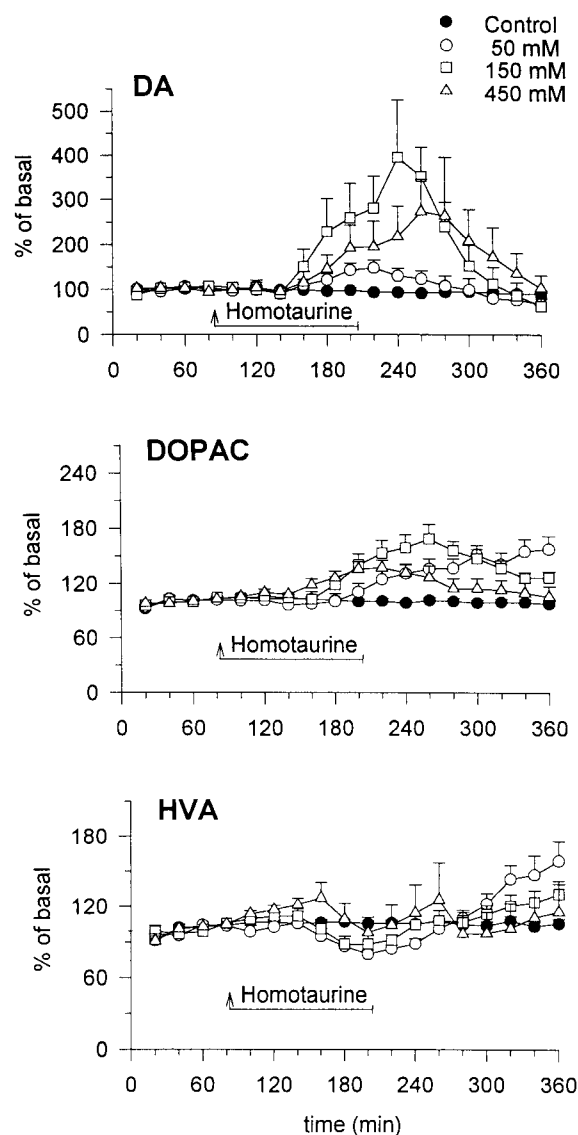 Control
50 mM
150 mM
450 mM
DA
500
400
300
200
100
0
% of basal
Homotaurine
0 60 120 180 240 300 360
DOPAC
240
180
120
60
0
% of basal
Homotaurine
0 60 120 180 240 300 360
HVA
180
120
60
0
% of basal
Homotaurine
0 60 120 180 240 300 360
time (min)